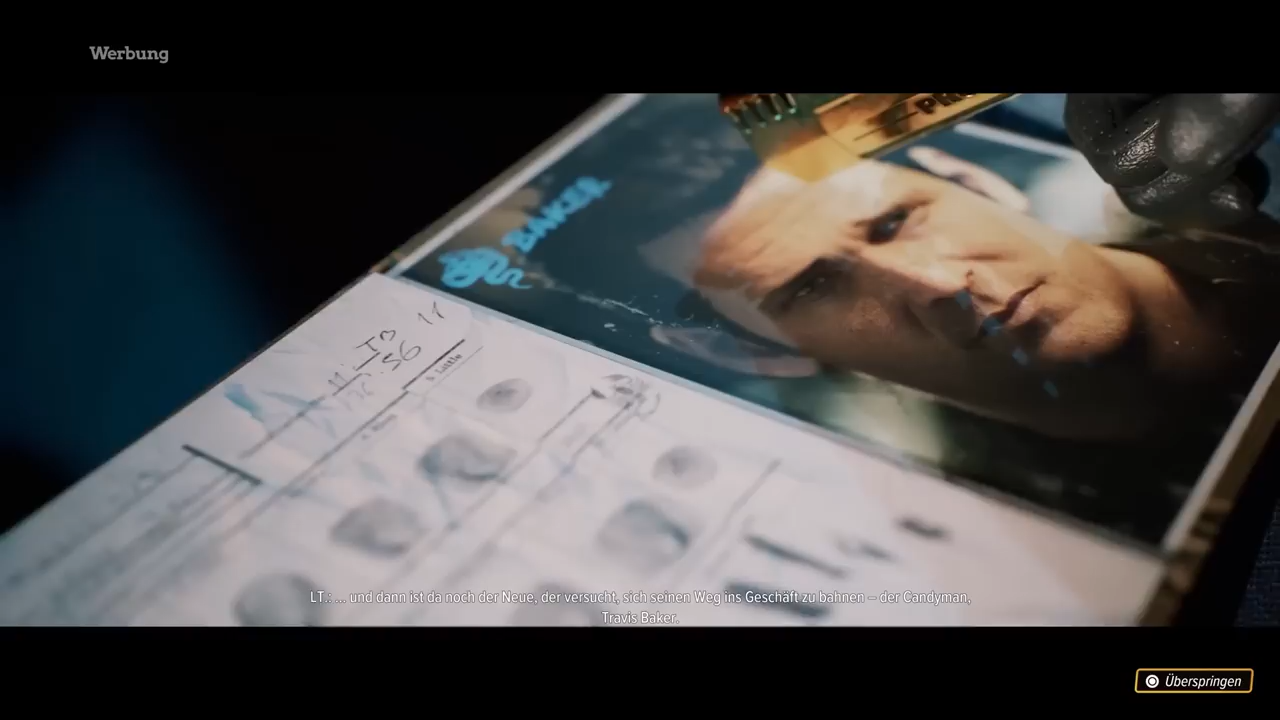 Werbung
BAKER
LT.: ... und dann ist da noch der Neue, der versucht, sich seinen Weg ins Geschäft zu bahnen – der Candyman,
Travis Baker.
Überspringen